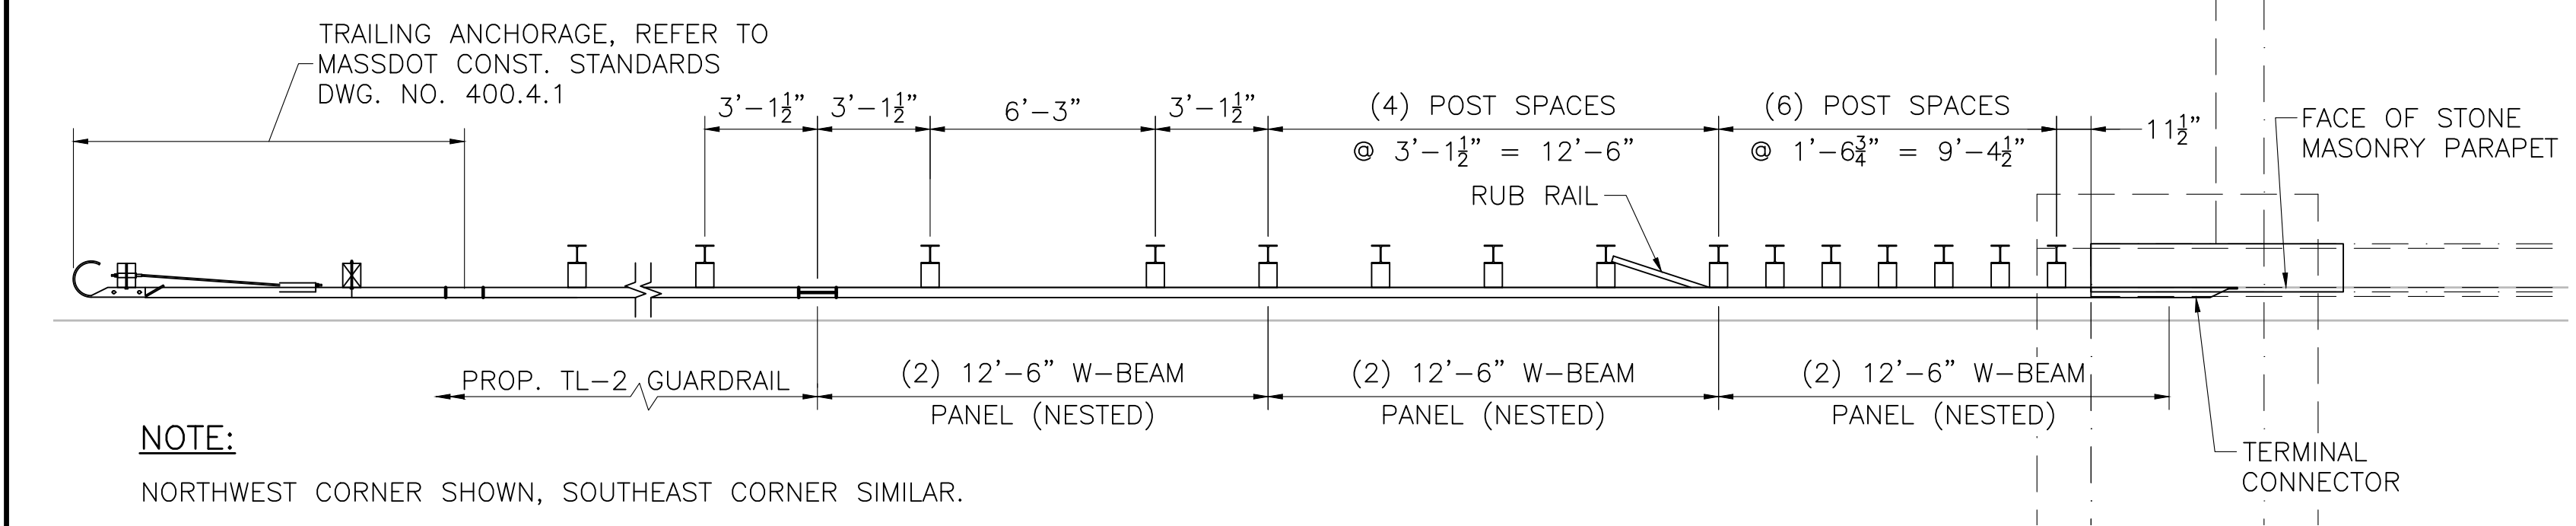 TRAILING ANCHORAGE, REFER TO
MASSDOT CONST. STANDARDS
DWG. NO. 400.4.1
3'-1½"
3'-1½"
6'-3"
3'-1½"
(4) POST SPACES
@ 3'-1½" = 12'-6"
(6) POST SPACES
@ 1'-6¾" = 9'-4½"
11½"
FACE OF STONE
MASONRY PARAPET
RUB RAIL
PROP. TL-2 GUARDRAIL
(2) 12'-6" W-BEAM
PANEL (NESTED)
(2) 12'-6" W-BEAM
PANEL (NESTED)
(2) 12'-6" W-BEAM
PANEL (NESTED)
TERMINAL
CONNECTOR
NOTE:
NORTHWEST CORNER SHOWN, SOUTHEAST CORNER SIMILAR.